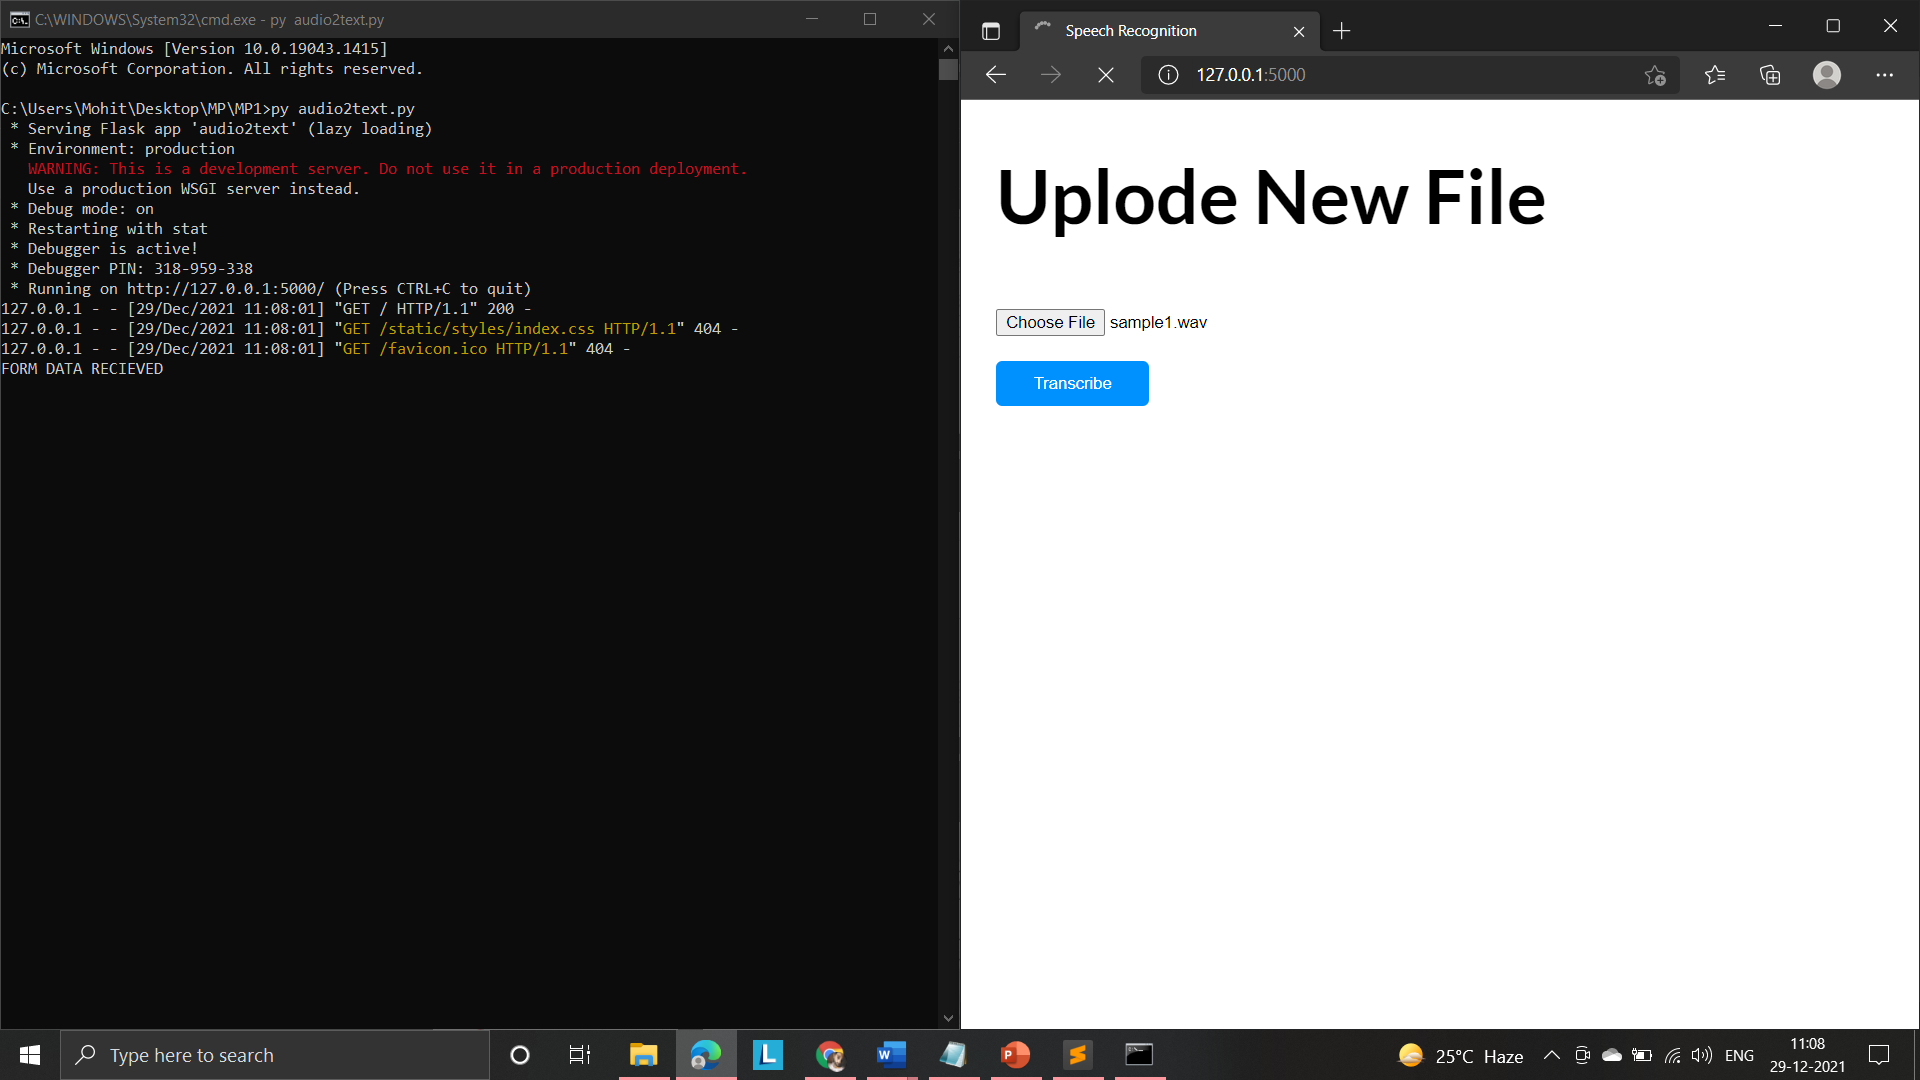 C:\WINDOWS\System32\cmd.exe - py  audio2text.py
Microsoft Windows [Version 10.0.19043.1415]
(c) Microsoft Corporation. All rights reserved.
C:\Users\Mohit\Desktop\MP\MP1>py audio2text.py
 * Serving Flask app 'audio2text' (lazy loading)
 * Environment: production
   WARNING: This is a development server. Do not use it in a production deployment.
   Use a production WSGI server instead.
 * Debug mode: on
 * Restarting with stat
 * Debugger is active!
 * Debugger PIN: 318-959-338
 * Running on http://127.0.0.1:5000/ (Press CTRL+C to quit)
127.0.0.1 - - [29/Dec/2021 11:08:01] "GET / HTTP/1.1" 200 -
127.0.0.1 - - [29/Dec/2021 11:08:01] "GET /static/styles/index.css HTTP/1.1" 404 -
127.0.0.1 - - [29/Dec/2021 11:08:01] "GET /favicon.ico HTTP/1.1" 404 -
FORM DATA RECIEVED
Speech Recognition
127.0.0.1:5000
Uplode New File
Choose File sample1.wav
Transcribe
Type here to search
25°C Haze
ENG
11:08
29-12-2021